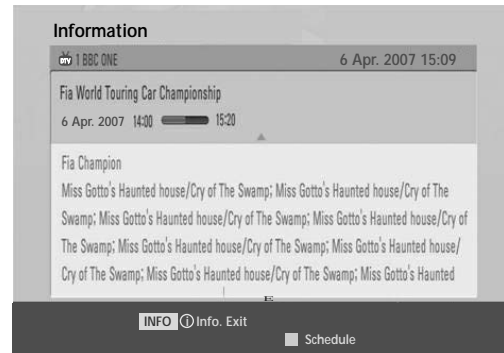 Information
DTV 1 BBC ONE 6 Apr. 2007 15:09
Fia World Touring Car Championship
6 Apr. 2007 14:00 15:20
Fia Champion
Miss Gotto's Haunted house/Cry of The Swamp; Miss Gotto's Haunted house/Cry of The
Swamp; Miss Gotto's Haunted house/Cry of The Swamp; Miss Gotto's Haunted house/Cry of
The Swamp; Miss Gotto's Haunted house/Cry of The Swamp; Miss Gotto's Haunted house/
Cry of The Swamp; Miss Gotto's Haunted house/Cry of The Swamp; Miss Gotto's Haunted
E
INFO ⓘ Info. Exit
Schedule